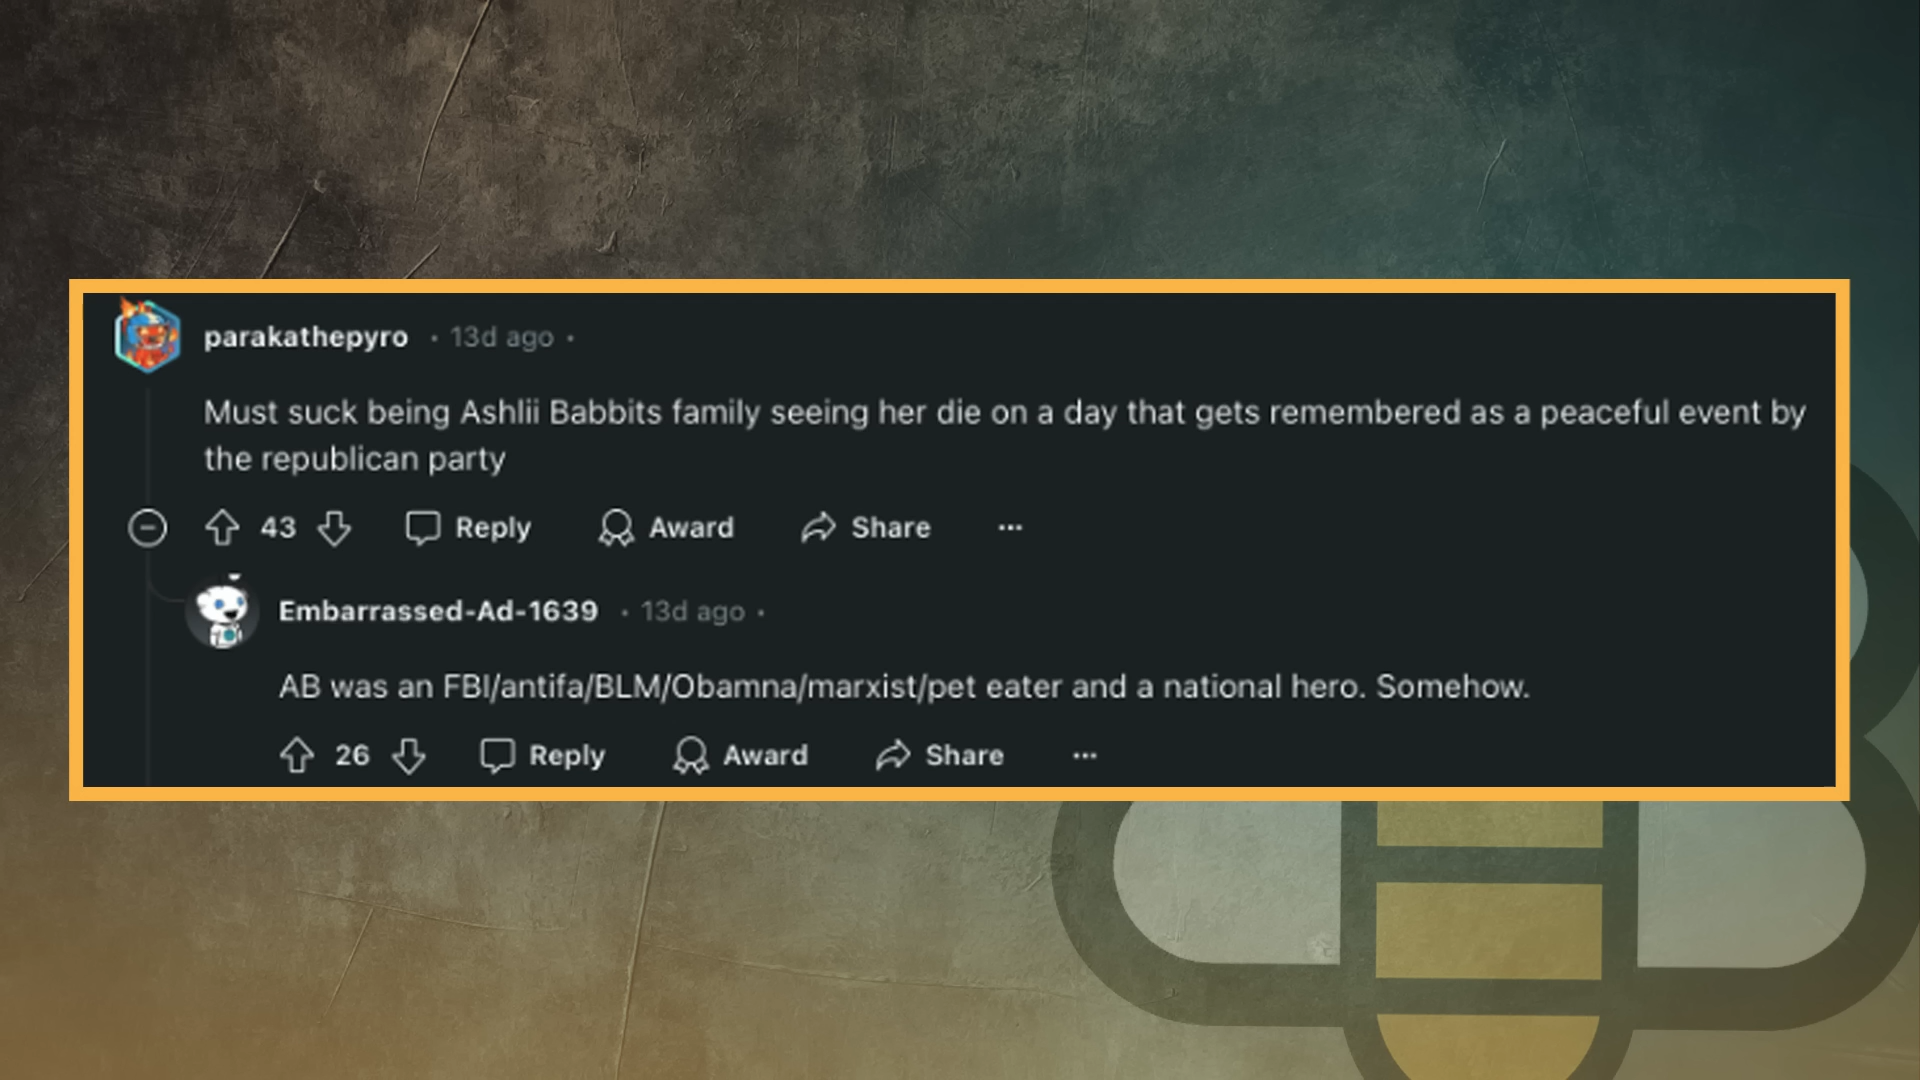 parakathepyro · 13d ago ·
Must suck being Ashlii Babbits family seeing her die on a day that gets remembered as a peaceful event by
the republican party
43 Reply Award Share ...
Embarrassed-Ad-1639 · 13d ago ·
AB was an FBI/antifa/BLM/Obamna/marxist/pet eater and a national hero. Somehow.
26 Reply Award Share ...